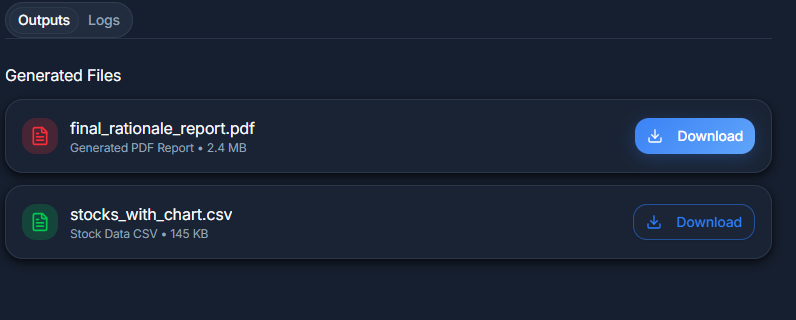 Outputs Logs
Generated Files
final_rationale_report.pdf
Generated PDF Report • 2.4 MB
Download
stocks_with_chart.csv
Stock Data CSV • 145 KB
Download